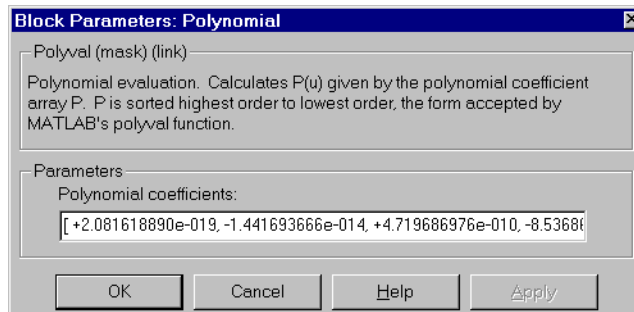 Block Parameters: Polynomial
Polyval (mask) (link)
Polynomial evaluation. Calculates P(u) given by the polynomial coefficient
array P. P is sorted highest order to lowest order, the form accepted by
MATLAB's polyval function.
Parameters
Polynomial coefficients:
[ +2.081618890e-019, -1.441693666e-014, +4.719686976e-010, -8.5368
OK Cancel Help Apply